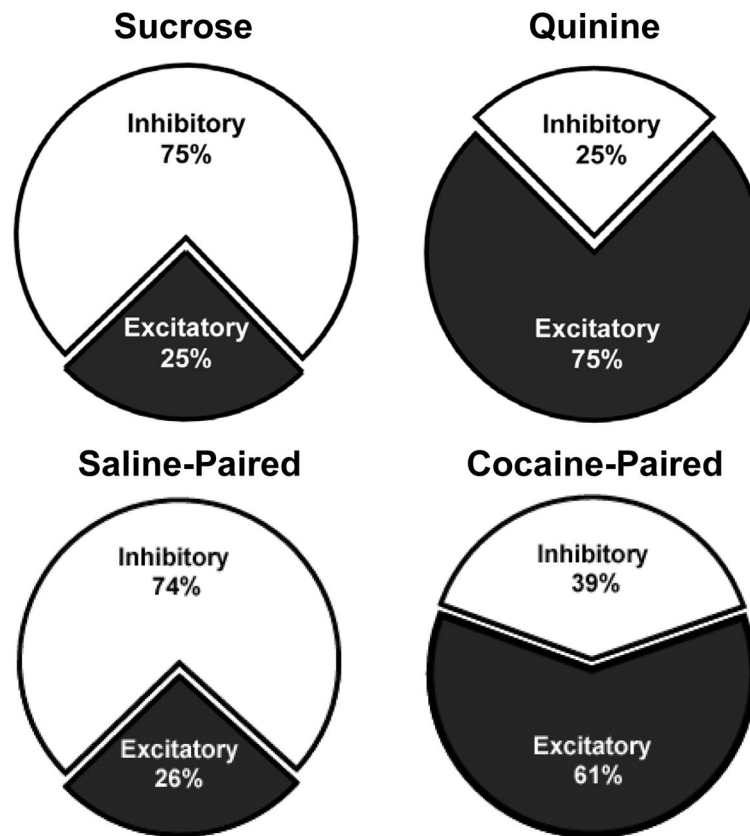 Sucrose
Inhibitory
75%
Excitatory
25%
Quinine
Inhibitory
25%
Excitatory
75%
Saline-Paired
Inhibitory
74%
Excitatory
26%
Cocaine-Paired
Inhibitory
39%
Excitatory
61%